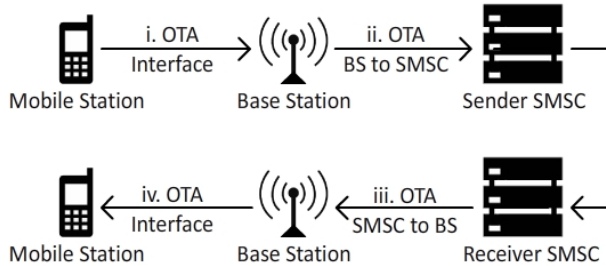 i. OTA
Interface
ii. OTA
BS to SMSC
Mobile Station
Base Station
Sender SMSC
iv. OTA
Interface
iii. OTA
SMSC to BS
Mobile Station
Base Station
Receiver SMSC